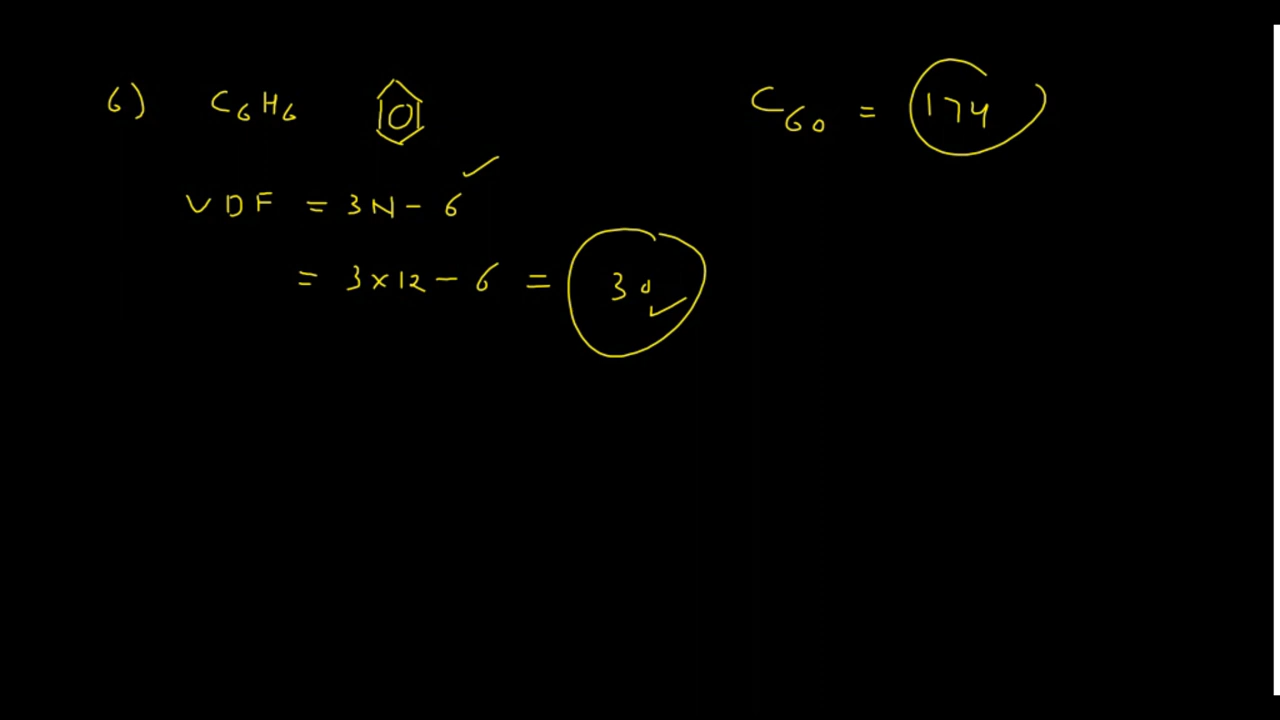 6) C₆H₆
VDF = 3N - 6
= 3x12 - 6 = 30
C₆₀ = 174